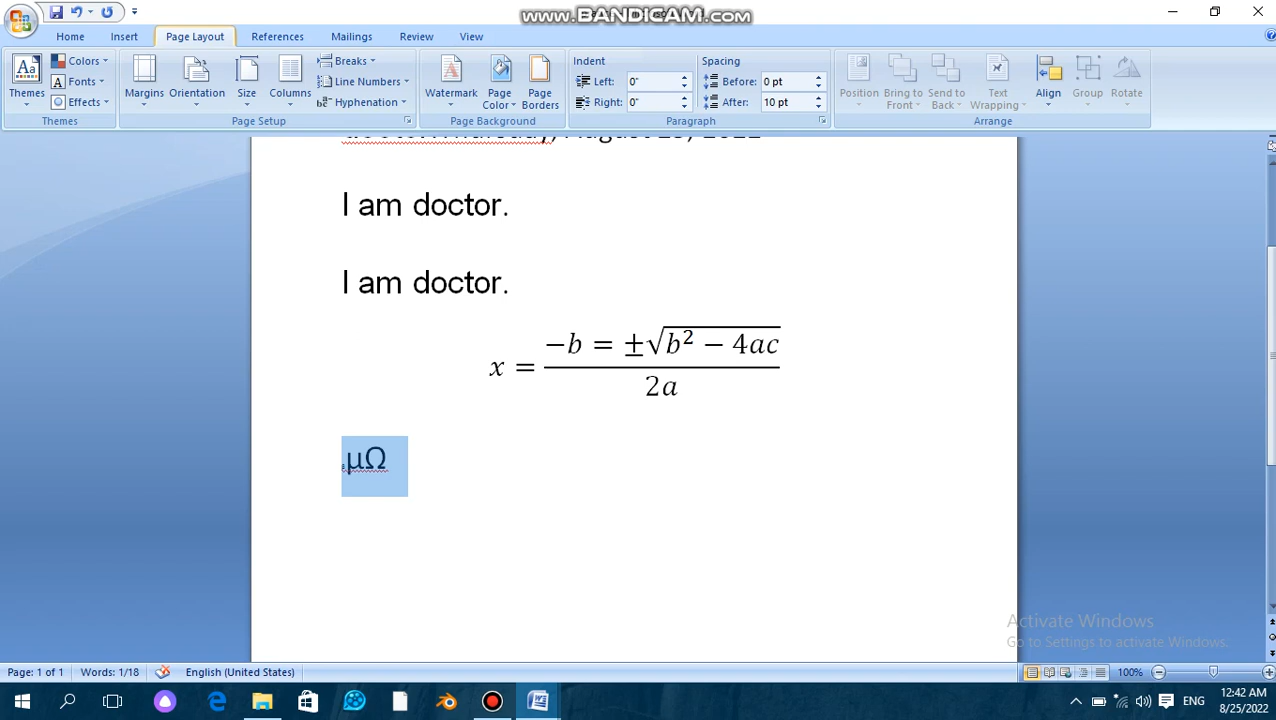 www.BANDICAM.com
Home Insert Page Layout References Mailings Review View
Themes
Colors
Fonts
Effects
Themes
Margins
Orientation
Size
Columns
Breaks
Line Numbers
Hyphenation
Page Setup
Watermark
Page Color
Page Borders
Page Background
Indent
Left: 0"
Right: 0"
Spacing
Before: 0 pt
After: 10 pt
Paragraph
Position
Bring to Front
Send to Back
Text Wrapping
Align
Group
Rotate
Arrange
I am doctor.
I am doctor.
x = (−b = ±√(b² − 4ac))/(2a)
µΩ
Activate Windows
Go to Settings to activate Windows.
Page: 1 of 1 Words: 1/18 English (United States) 100%
ENG
12:42 AM
8/25/2022